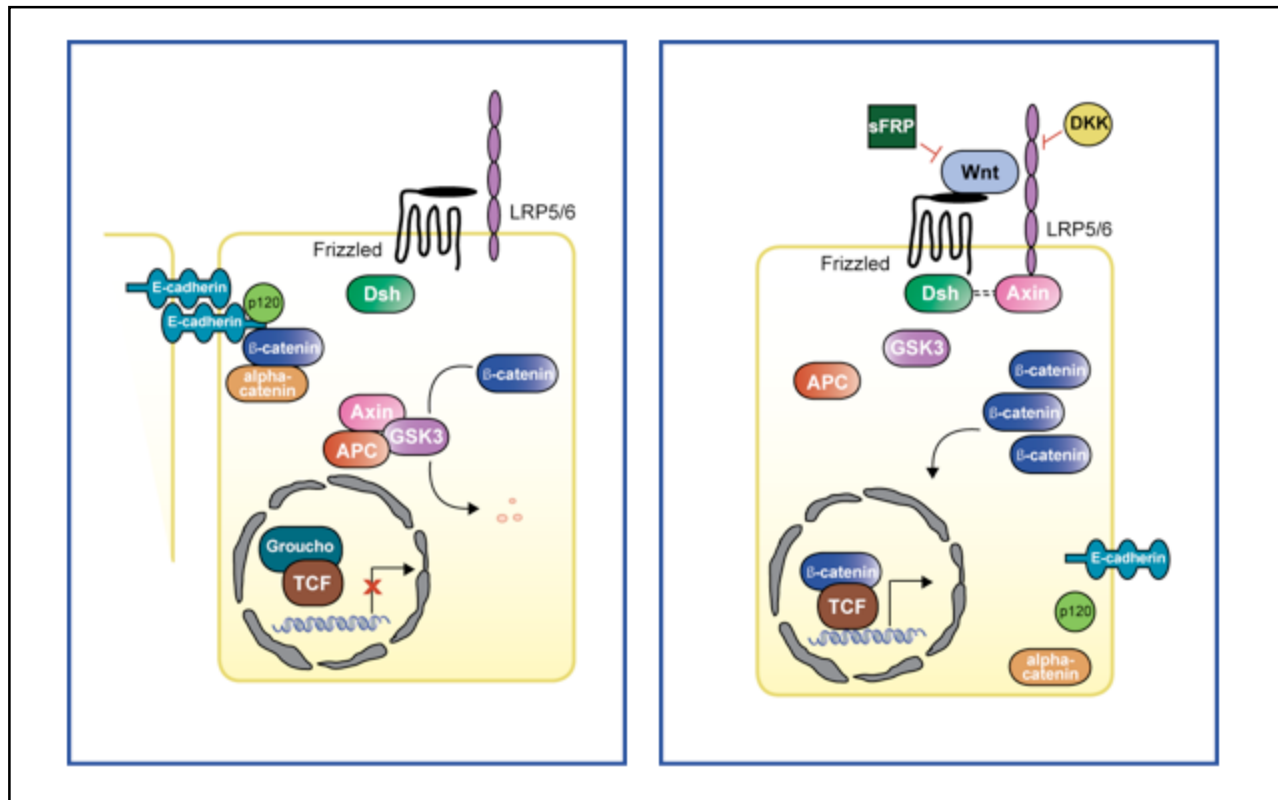 LRP5/6
Frizzled
Dsh
E-cadherin
p120
E-cadherin
ß-catenin
alpha-
catenin
ß-catenin
Axin
GSK3
APC
Groucho
TCF
X
sFRP
DKK
Wnt
LRP5/6
Frizzled
Dsh
Axin
GSK3
ß-catenin
APC
ß-catenin
ß-catenin
ß-catenin
TCF
E-cadherin
p120
alpha-
catenin